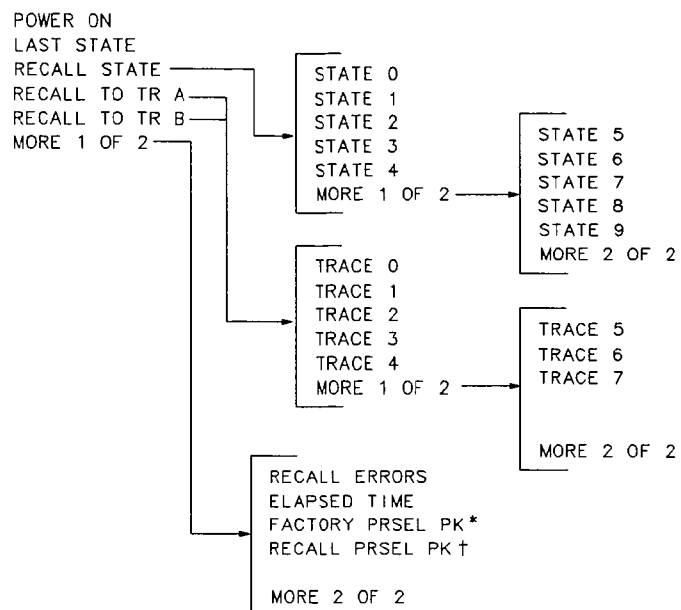 POWER ON
LAST STATE
RECALL STATE
RECALL TO TR A
RECALL TO TR B
MORE 1 OF 2
STATE 0
STATE 1
STATE 2
STATE 3
STATE 4
MORE 1 OF 2
STATE 5
STATE 6
STATE 7
STATE 8
STATE 9
MORE 2 OF 2
TRACE 0
TRACE 1
TRACE 2
TRACE 3
TRACE 4
MORE 1 OF 2
TRACE 5
TRACE 6
TRACE 7
MORE 2 OF 2
RECALL ERRORS
ELAPSED TIME
FACTORY PRSEL PK*
RECALL PRSEL PK†
MORE 2 OF 2